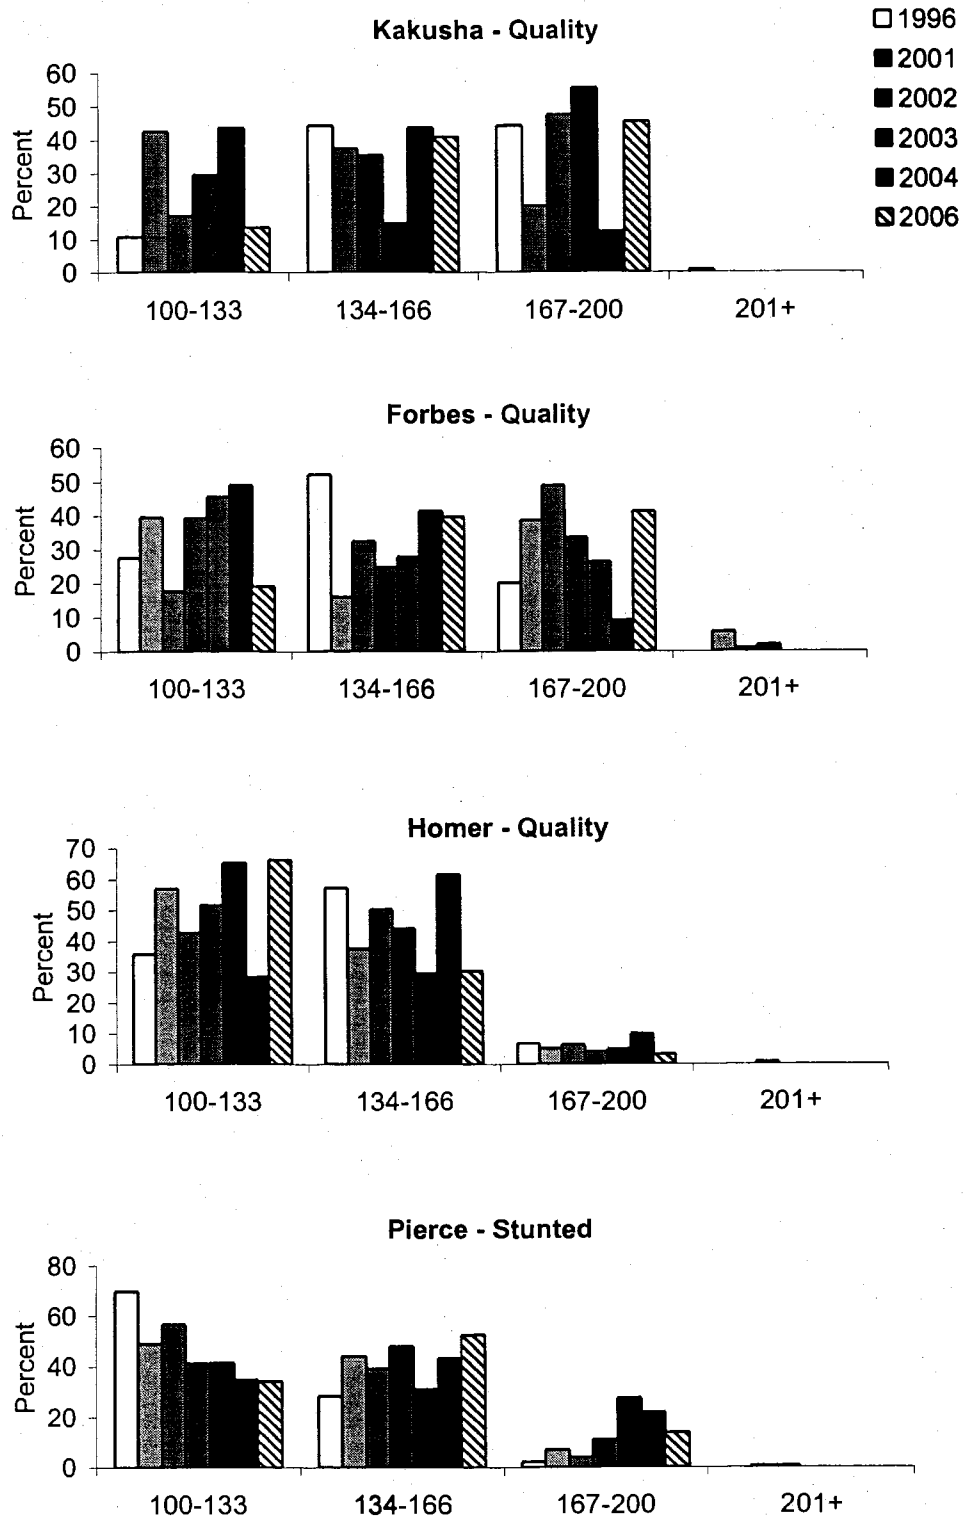 Kakusha - Quality
1996
2001
2002
2003
2004
2006
60
50
40
30
20
10
0
Percent
100-133 134-166 167-200 201+
Forbes - Quality
60
50
40
30
20
10
0
Percent
100-133 134-166 167-200 201+
Homer - Quality
70
60
50
40
30
20
10
0
Percent
100-133 134-166 167-200 201+
Pierce - Stunted
80
60
40
20
0
Percent
100-133 134-166 167-200 201+